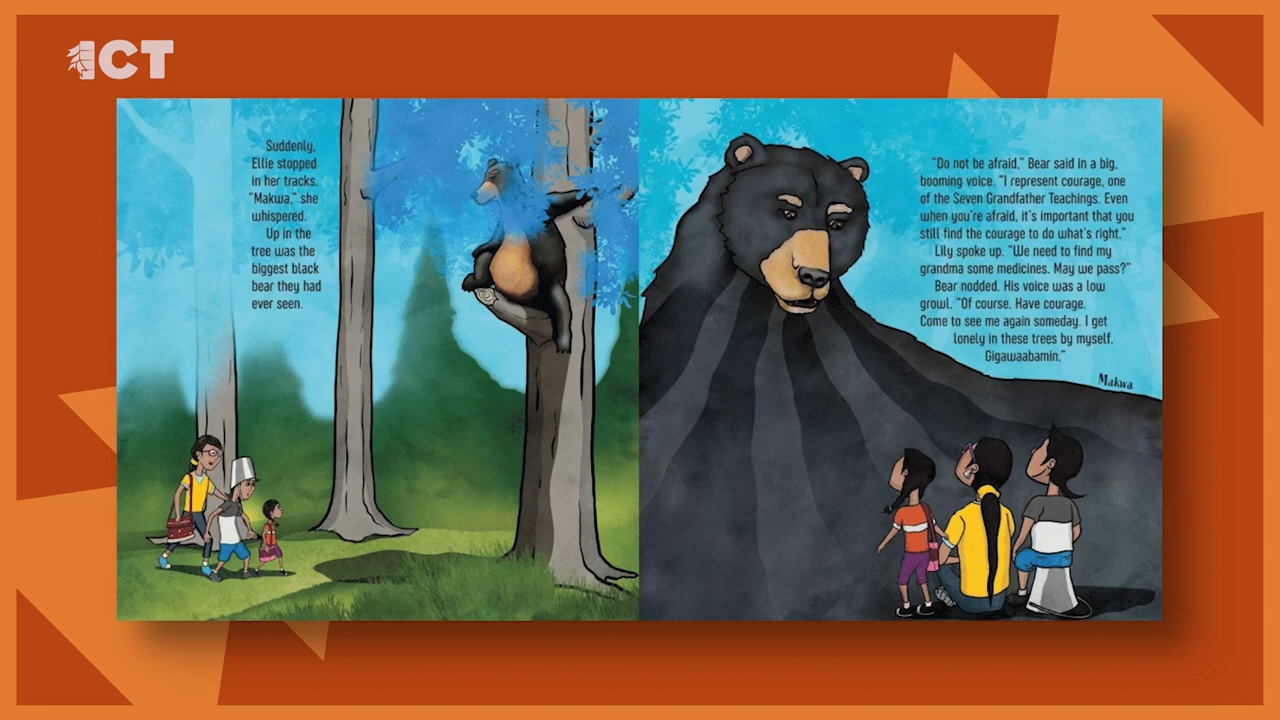 ICT
Suddenly,
Ellie stopped
in her tracks.
"Makwa," she
whispered.
Up in the
tree was the
biggest black
bear they had
ever seen.
"Do not be afraid," Bear said in a big,
booming voice. "I represent courage, one
of the Seven Grandfather Teachings. Even
when you're afraid, it's important that you
still find the courage to do what's right."
Lily spoke up. "We need to find my
grandma some medicines. May we pass?"
Bear nodded. His voice was a low
growl. "Of course. Have courage.
Come to see me again someday. I get
lonely in these trees by myself.
Gigawaabamin."
Makwa